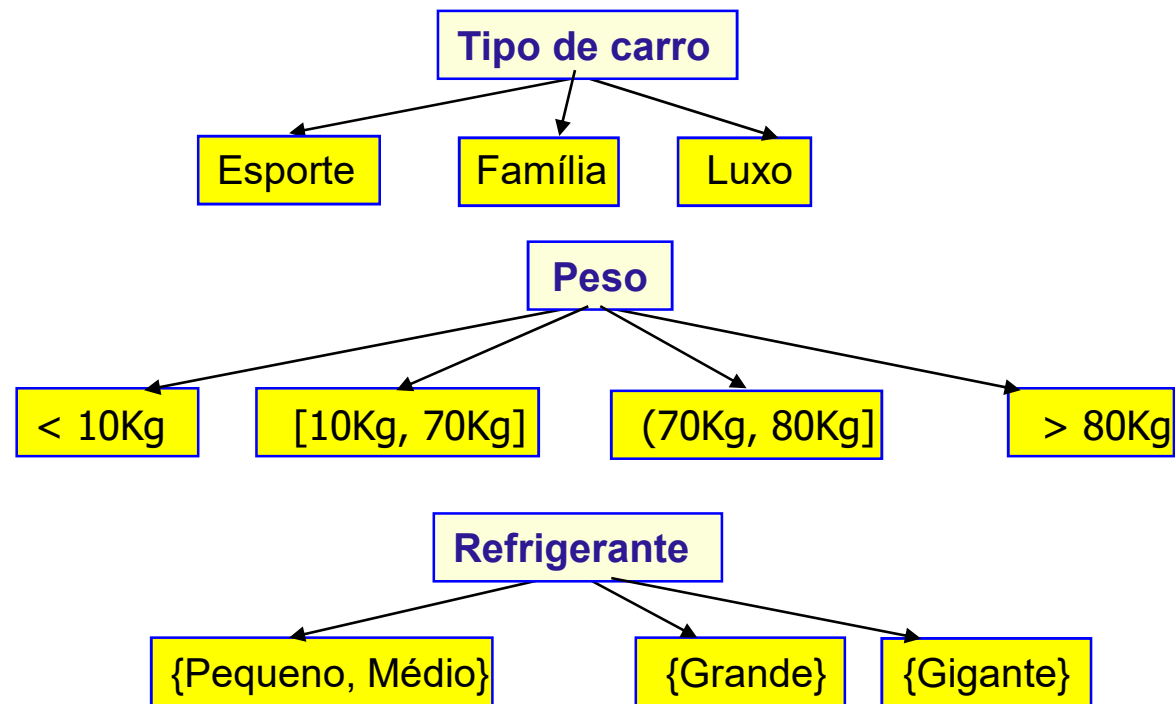 Tipo de carro
Esporte Família Luxo
Peso
< 10Kg [10Kg, 70Kg] (70Kg, 80Kg] > 80Kg
Refrigerante
{Pequeno, Médio} {Grande} {Gigante}